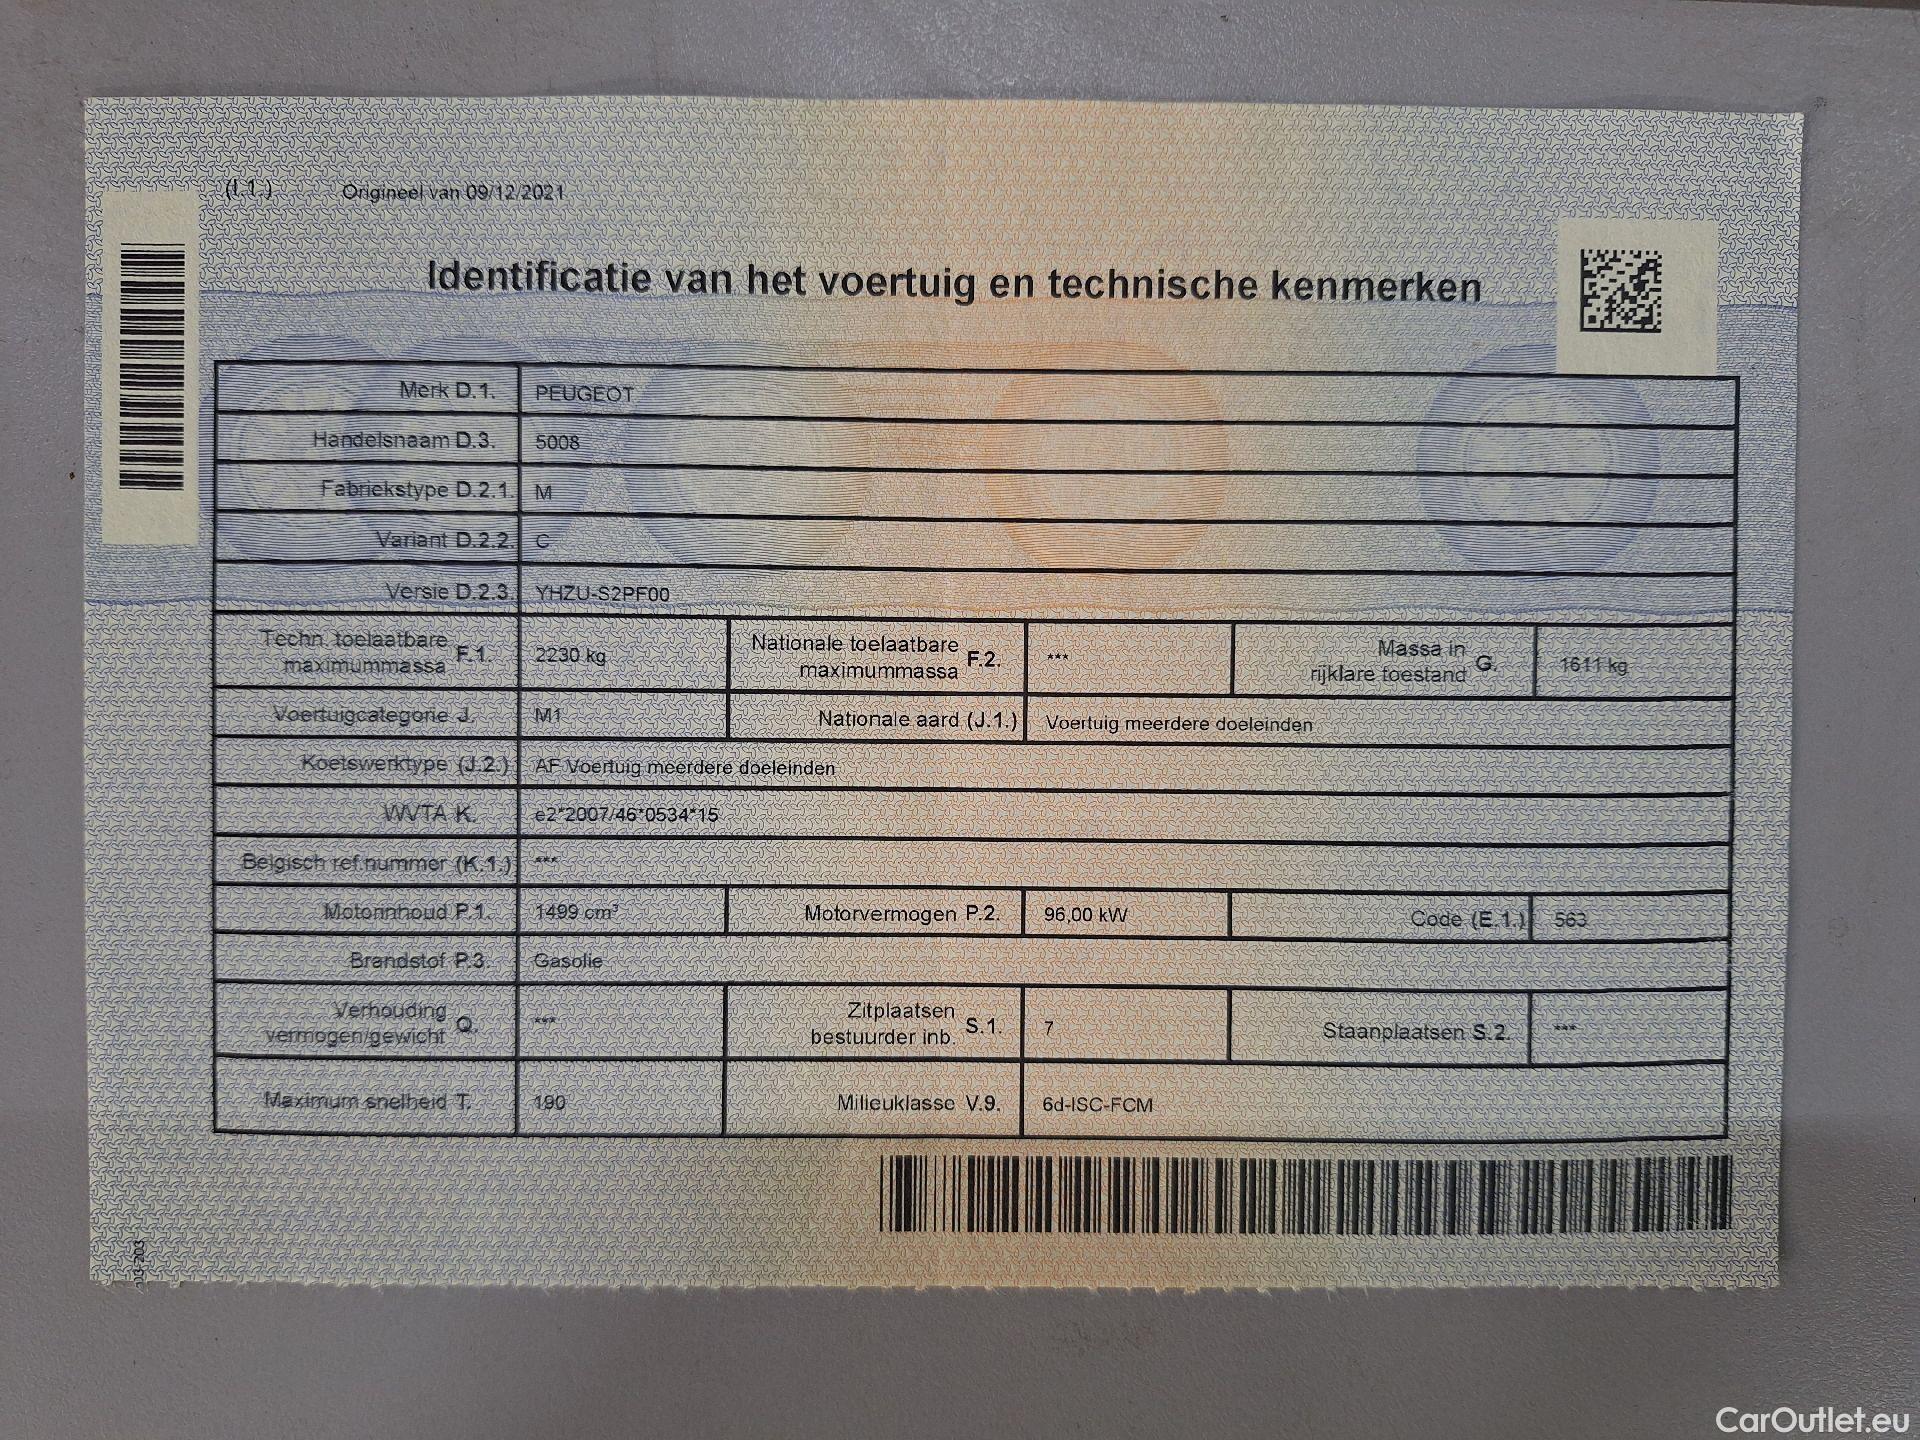 (I.1.) Origineel van 09/12/2021
Identificatie van het voertuig en technische kenmerken
Merk D.1. PEUGEOT
Handelsnaam D.3. 5008
Fabriekstype D.2.1. M
Variant D.2.2. C
Versie D.2.3. YHZU-S2PF00
Techn. toelaatbare maximummassa F.1. 2230 kg Nationale toelaatbare maximummassa F.2. *** Massa in rijklare toestand G. 1611 kg
Voertuigcategorie J. M1 Nationale aard (J.1.) Voertuig meerdere doeleinden
Koetswerktype (J.2.) AF Voertuig meerdere doeleinden
WVTA K. e2*2007/46*0534*15
Belgisch ref.nummer (K.1.) ***
Motorinhoud P.1. 1499 cm³ Motorvermogen P.2. 96,00 kW Code (E.1.) 563
Brandstof P.3. Gasolie
Verhouding vermogen/gewicht Q. *** Zitplaatsen bestuurder inb. S.1. 7 Staanplaatsen S.2. ***
Maximum snelheid T. 190 Milieuklasse V.9. 6d-ISC-FCM
CarOutlet.eu